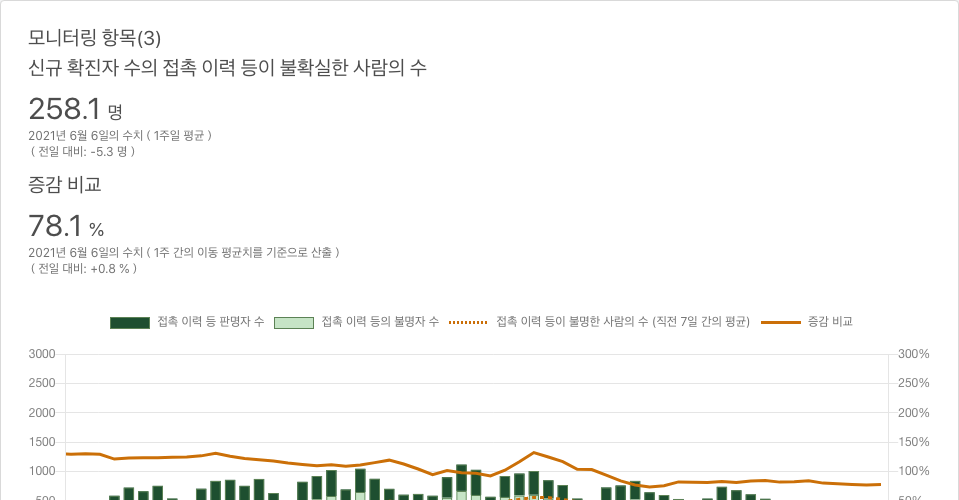 모니터링 항목(3)
신규 확진자 수의 접촉 이력 등이 불확실한 사람의 수
258.1 명
2021년 6월 6일의 수치 ( 1주일 평균 )
( 전일 대비: -5.3 명 )
증감 비교
78.1 %
2021년 6월 6일의 수치 ( 1주 간의 이동 평균치를 기준으로 산출 )
( 전일 대비: +0.8 % )
접촉 이력 등 판명자 수 접촉 이력 등의 불명자 수 접촉 이력 등이 불명한 사람의 수 (직전 7일 간의 평균) 증감 비교
3000 300%
2500 250%
2000 200%
1500 150%
1000 100%
500 50%